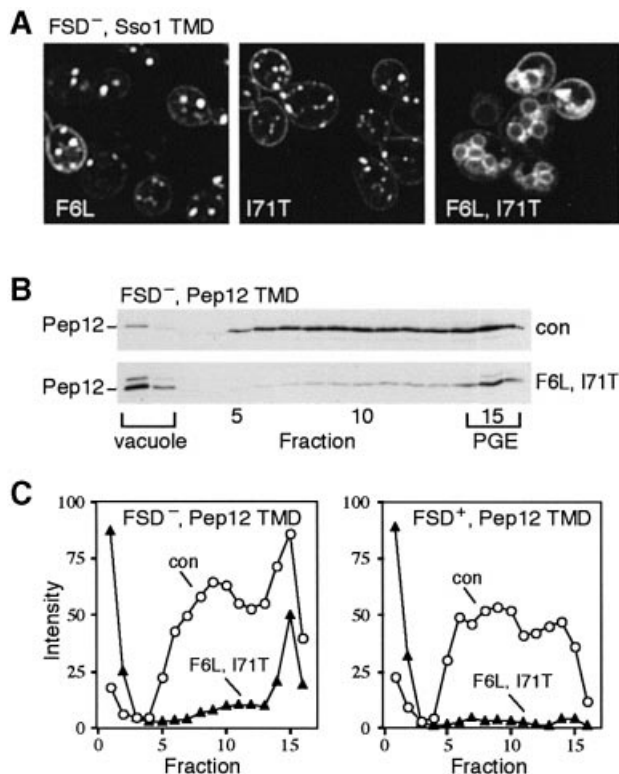 A FSD⁻, Sso1 TMD
F6L
I71T
F6L, I71T
B FSD⁻, Pep12 TMD
Pep12
con
Pep12
F6L, I71T
5 10 15
vacuole Fraction PGE
C
100
75
50
25
0
Intensity
FSD⁻, Pep12 TMD
con
F6L, I71T
0 5 10 15
Fraction
100
75
50
25
0
FSD⁺, Pep12 TMD
con
F6L, I71T
0 5 10 15
Fraction